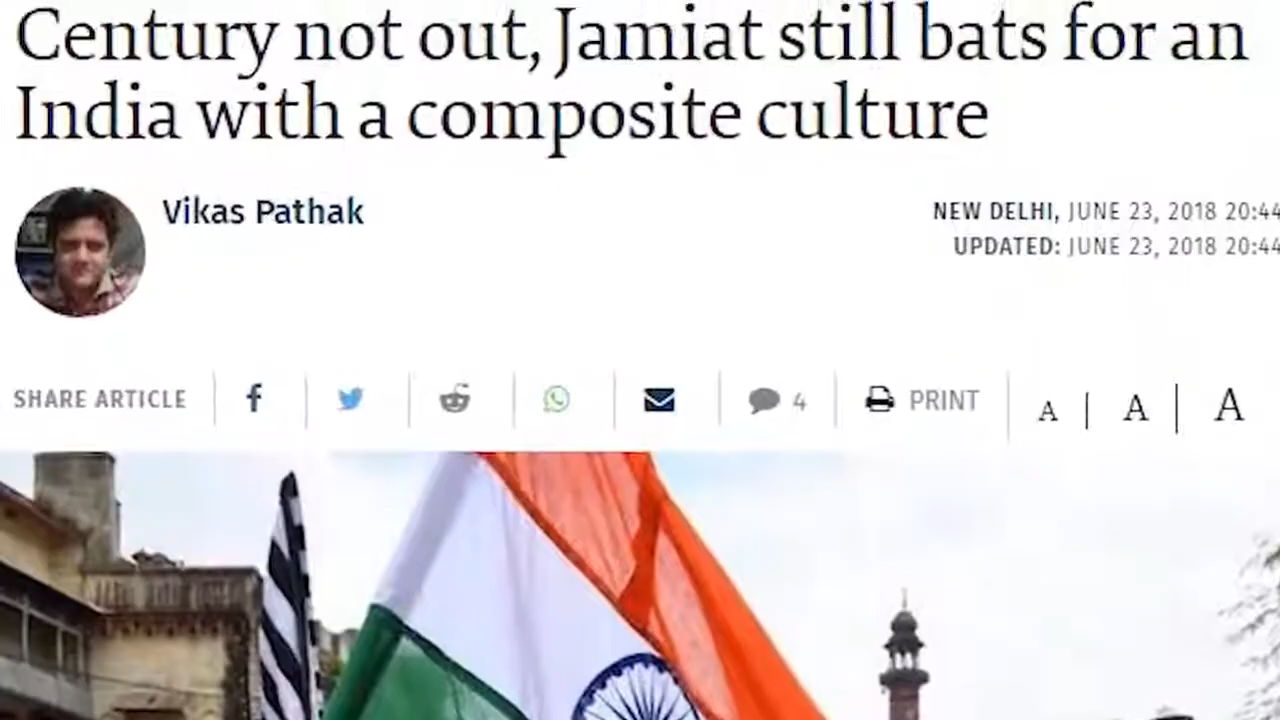 Century not out, Jamiat still bats for an
India with a composite culture
Vikas Pathak
NEW DELHI, JUNE 23, 2018 20:44
UPDATED: JUNE 23, 2018 20:44
SHARE ARTICLE
4
PRINT
A | A | A